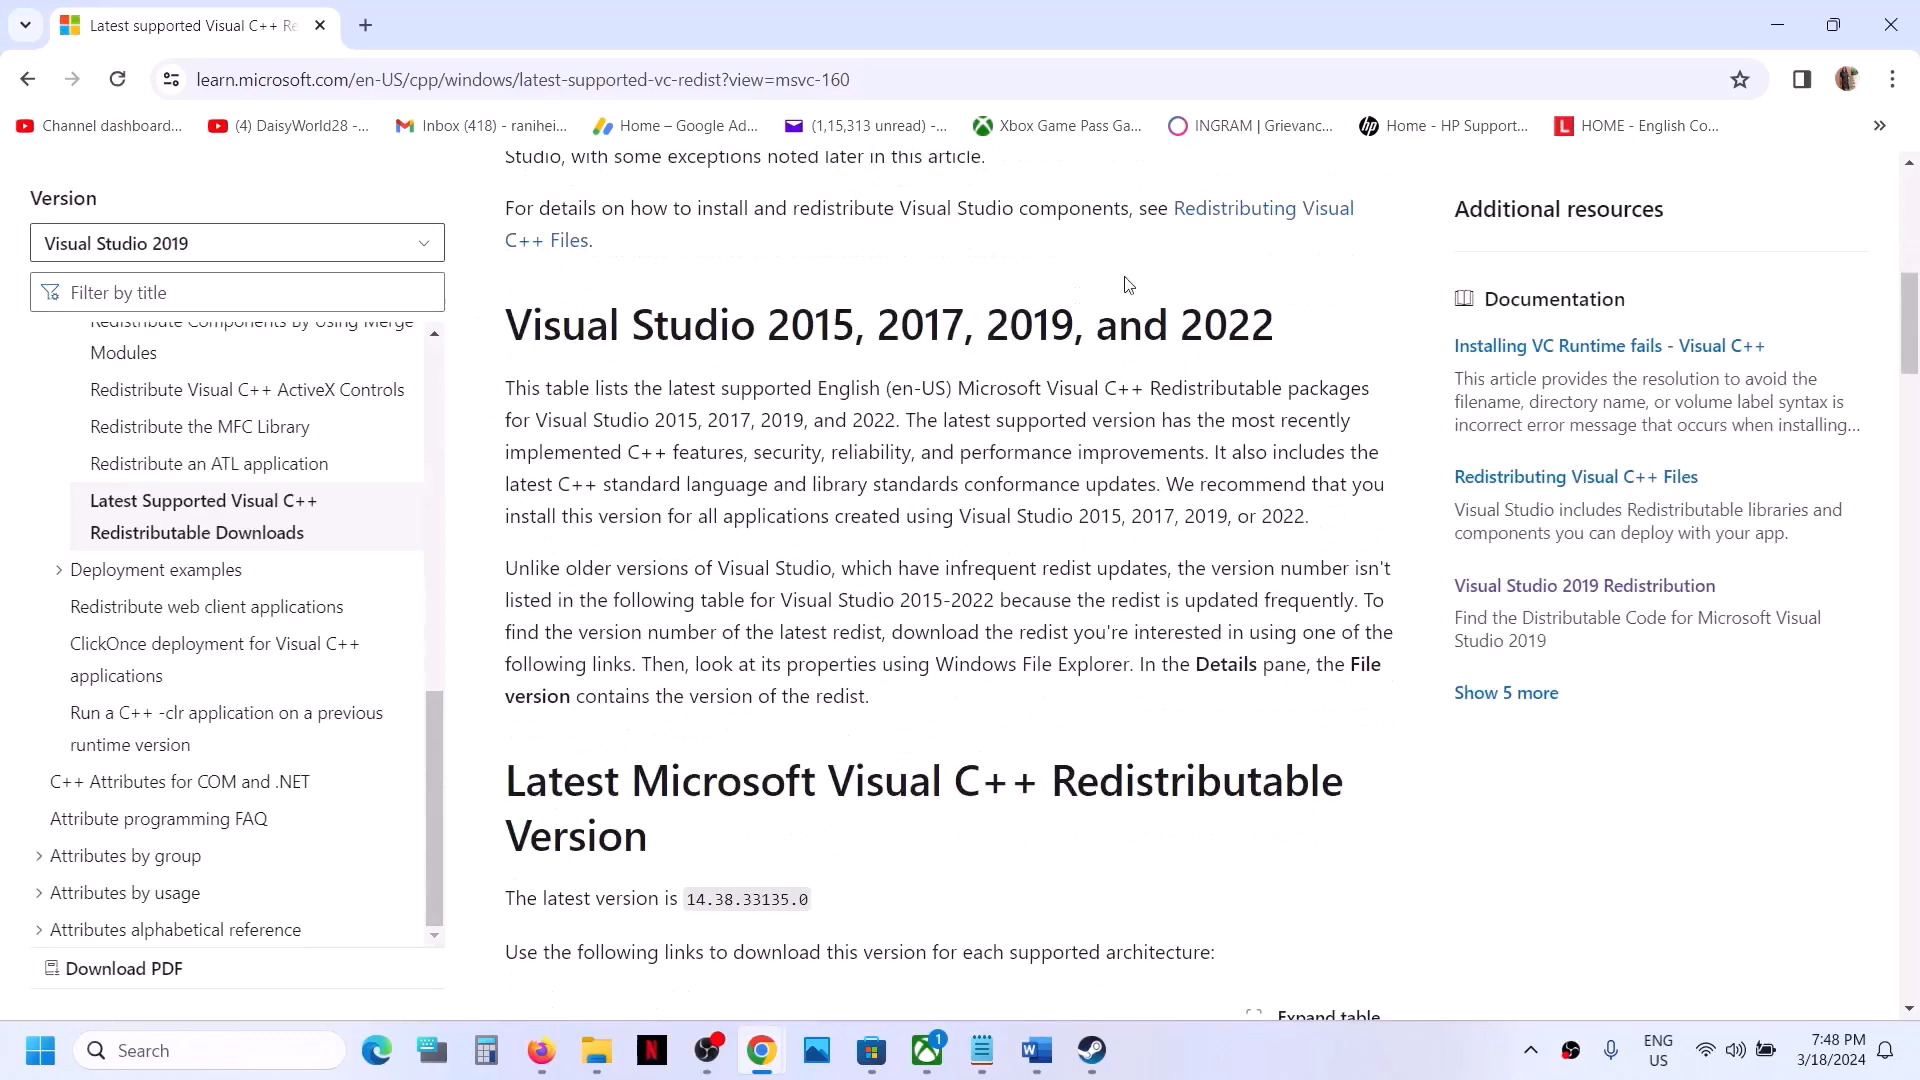 Latest supported Visual C++ Re
learn.microsoft.com/en-US/cpp/windows/latest-supported-vc-redist?view=msvc-160
Channel dashboard...
(4) DaisyWorld28 -...
Inbox (418) - ranihei...
Home – Google Ad...
(1,15,313 unread) -...
Xbox Game Pass Ga...
INGRAM | Grievanc...
Home - HP Support...
HOME - English Co...
Version
Visual Studio 2019
Filter by title
Redistribute Components By Using Merge
Modules
Redistribute Visual C++ ActiveX Controls
Redistribute the MFC Library
Redistribute an ATL application
Latest Supported Visual C++
Redistributable Downloads
Deployment examples
Redistribute web client applications
ClickOnce deployment for Visual C++
applications
Run a C++ -clr application on a previous
runtime version
C++ Attributes for COM and .NET
Attribute programming FAQ
Attributes by group
Attributes by usage
Attributes alphabetical reference
Download PDF
Studio, with some exceptions noted later in this article.
For details on how to install and redistribute Visual Studio components, see Redistributing Visual
C++ Files.
Visual Studio 2015, 2017, 2019, and 2022
This table lists the latest supported English (en-US) Microsoft Visual C++ Redistributable packages
for Visual Studio 2015, 2017, 2019, and 2022. The latest supported version has the most recently
implemented C++ features, security, reliability, and performance improvements. It also includes the
latest C++ standard language and library standards conformance updates. We recommend that you
install this version for all applications created using Visual Studio 2015, 2017, 2019, or 2022.
Unlike older versions of Visual Studio, which have infrequent redist updates, the version number isn't
listed in the following table for Visual Studio 2015-2022 because the redist is updated frequently. To
find the version number of the latest redist, download the redist you're interested in using one of the
following links. Then, look at its properties using Windows File Explorer. In the Details pane, the File
version contains the version of the redist.
Latest Microsoft Visual C++ Redistributable
Version
The latest version is 14.38.33135.0
Use the following links to download this version for each supported architecture:
Expand table
Additional resources
Documentation
Installing VC Runtime fails - Visual C++
This article provides the resolution to avoid the
filename, directory name, or volume label syntax is
incorrect error message that occurs when installing...
Redistributing Visual C++ Files
Visual Studio includes Redistributable libraries and
components you can deploy with your app.
Visual Studio 2019 Redistribution
Find the Distributable Code for Microsoft Visual
Studio 2019
Show 5 more
Search
N
1
W
ENG
US
7:48 PM
3/18/2024